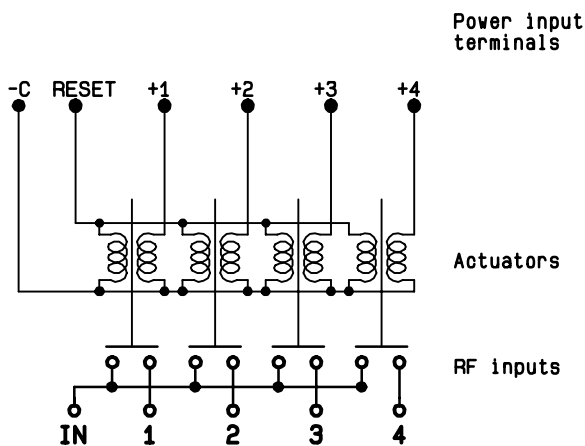 Power input
terminals
-C RESET +1 +2 +3 +4
Actuators
RF inputs
IN 1 2 3 4